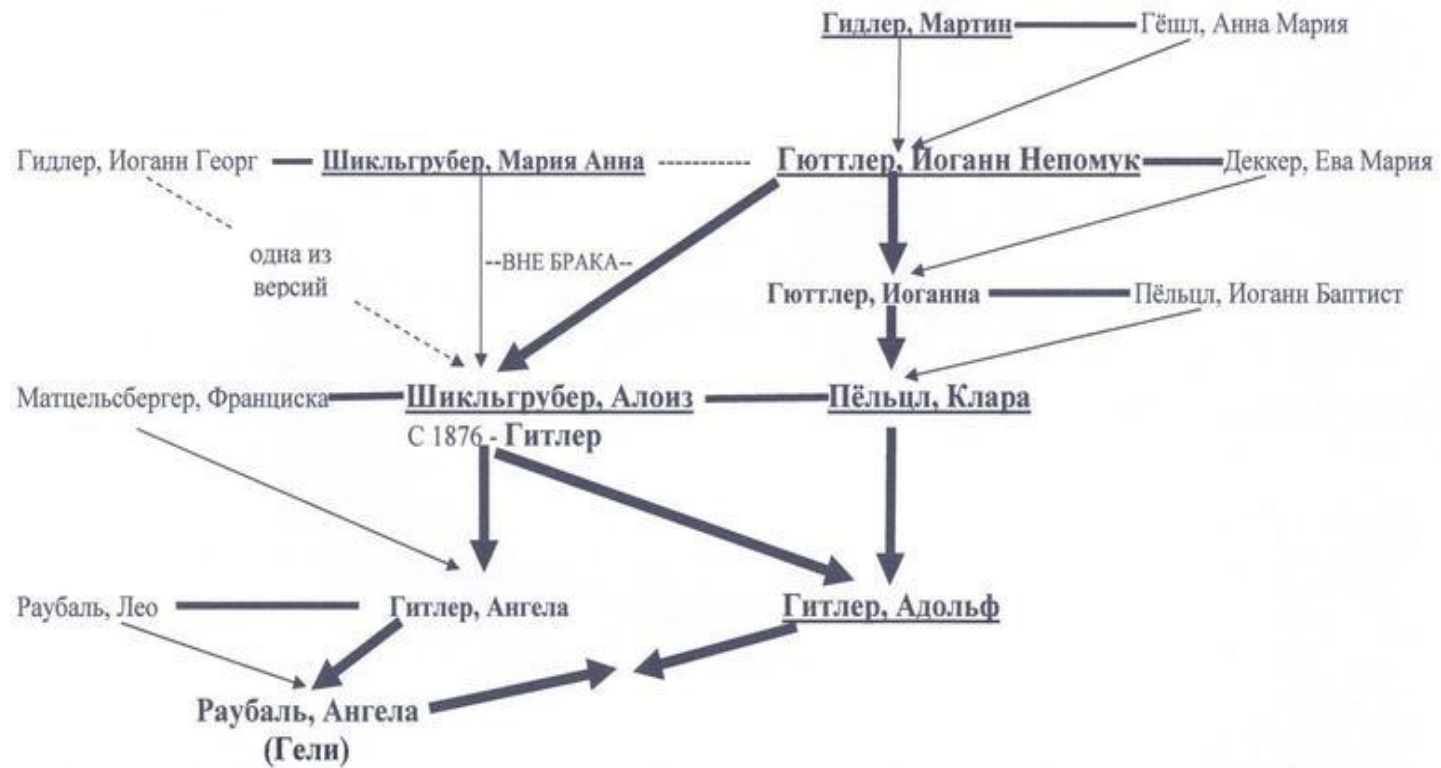 Гидлер, Мартин Гёшл, Анна Мария
Гидлер, Иоганн Георг Шикльгрубер, Мария Анна Гюттлер, Иоганн Непомук Деккер, Ева Мария
одна из
версий
--ВНЕ БРАКА--
Гюттлер, Иоганна Пёльцл, Иоганн Баптист
Матцельсбергер, Франциска Шикльгрубер, Алоиз Пёльцл, Клара
С 1876 - Гитлер
Раубаль, Лео Гитлер, Ангела Гитлер, Адольф
Раубаль, Ангела
(Гели)